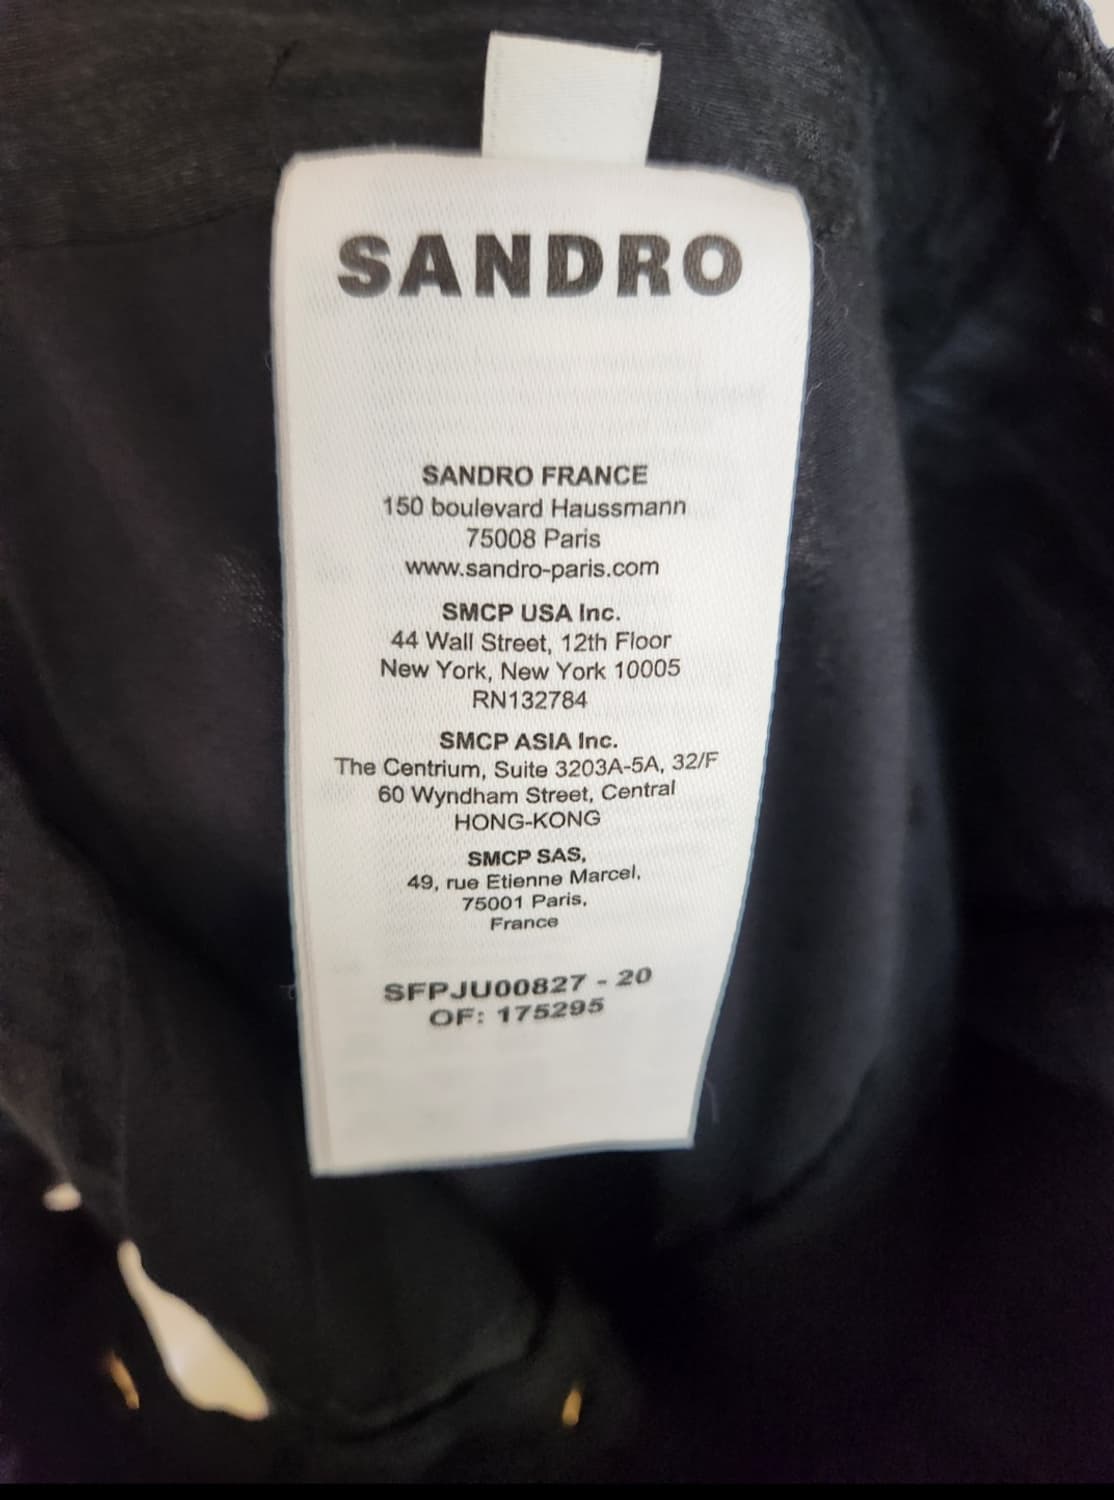 SANDRO
SANDRO FRANCE
150 boulevard Haussmann
75008 Paris
www.sandro-paris.com
SMCP USA Inc.
44 Wall Street, 12th Floor
New York, New York 10005
RN132784
SMCP ASIA Inc.
The Centrium, Suite 3203A-5A, 32/F
60 Wyndham Street, Central
HONG-KONG
SMCP SAS,
49, rue Etienne Marcel,
75001 Paris,
France
SFPJU00827 - 20
OF: 175295